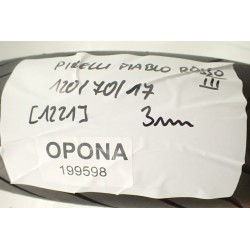 PIRELLI DIABLO ROSSO
III
120/70/17
[1221] 3mm
OPONA
199598